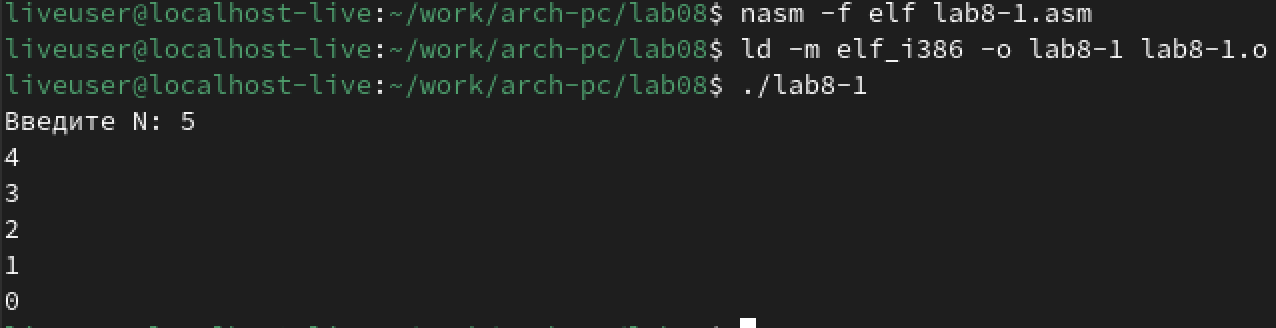 liveuser@localhost-live:~/work/arch-pc/lab08$ nasm -f elf lab8-1.asm
liveuser@localhost-live:~/work/arch-pc/lab08$ ld -m elf_i386 -o lab8-1 lab8-1.o
liveuser@localhost-live:~/work/arch-pc/lab08$ ./lab8-1
Введите N: 5
4
3
2
1
0